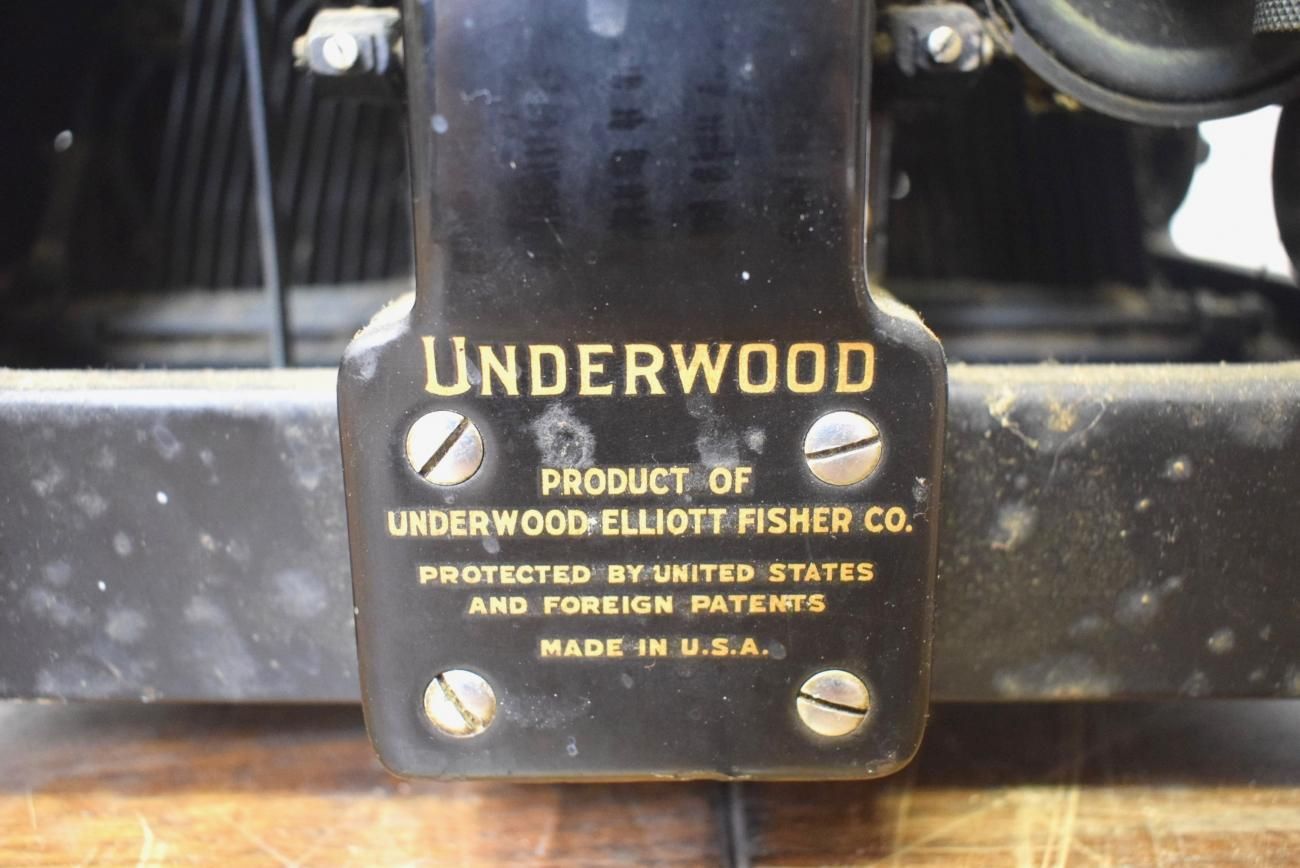 UNDERWOOD
PRODUCT OF
UNDERWOOD ELLIOTT FISHER CO.
PROTECTED BY UNITED STATES
AND FOREIGN PATENTS
MADE IN U.S.A.